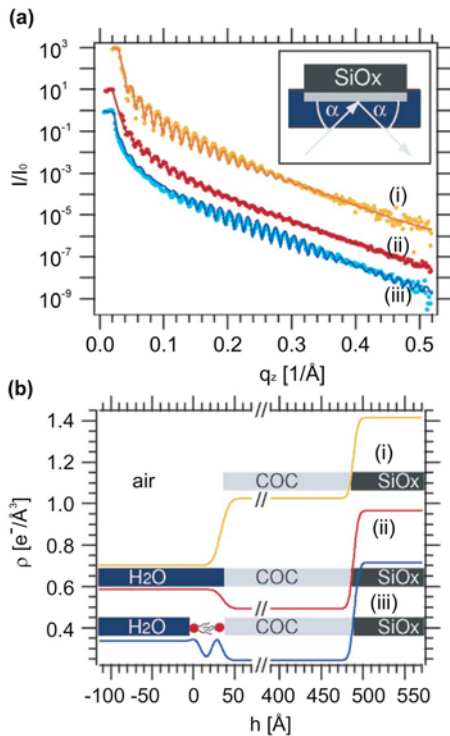 (a)
10³
10¹
10⁻¹
10⁻³
10⁻⁵
10⁻⁷
10⁻⁹
I/I₀
SiOx
α α
(i)
(ii)
(iii)
0.0 0.1 0.2 0.3 0.4 0.5
q_z [1/Å]
(b)
1.4
1.2
1.0
0.8
0.6
0.4
ρ [e⁻/Å³]
//
(i)
air
COC SiOx
(ii)
H2O COC SiOx
//
(iii)
H2O COC SiOx
//
-100 -50 0 50 400 450 500 550
h [Å]